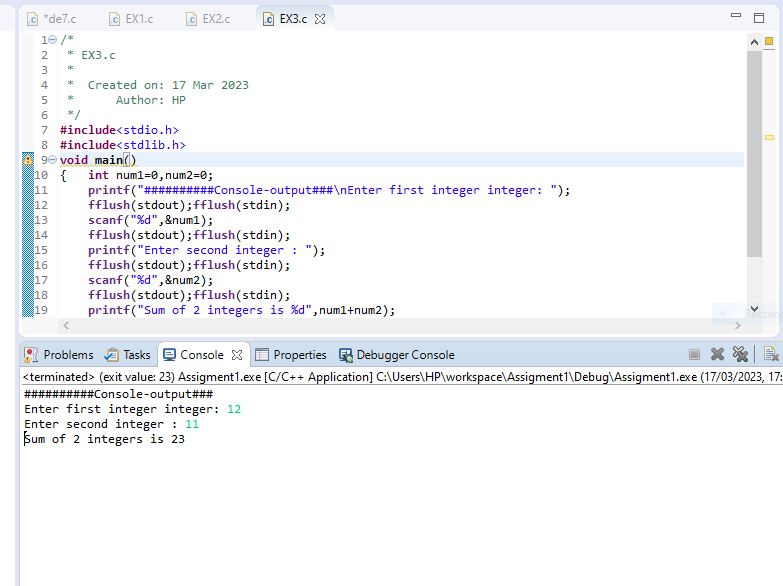 *de7.c EX1.c EX2.c EX3.c
1 /*
2 * EX3.c
3 *
4 * Created on: 17 Mar 2023
5 * Author: HP
6 */
7 #include<stdio.h>
8 #include<stdlib.h>
9 void main()
10 { int num1=0,num2=0;
11 printf("##########Console-output###\nEnter first integer integer: ");
12 fflush(stdout);fflush(stdin);
13 scanf("%d",&num1);
14 fflush(stdout);fflush(stdin);
15 printf("Enter second integer : ");
16 fflush(stdout);fflush(stdin);
17 scanf("%d",&num2);
18 fflush(stdout);fflush(stdin);
19 printf("Sum of 2 integers is %d",num1+num2);
Problems Tasks Console Properties Debugger Console
<terminated> (exit value: 23) Assigment1.exe [C/C++ Application] C:\Users\HP\workspace\Assigment1\Debug\Assigment1.exe (17/03/2023, 17:
##########Console-output###
Enter first integer integer: 12
Enter second integer : 11
Sum of 2 integers is 23